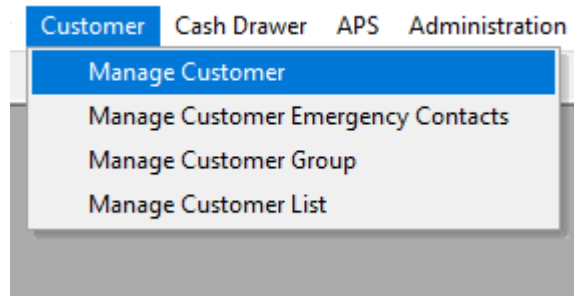 Customer Cash Drawer APS Administration
Manage Customer
Manage Customer Emergency Contacts
Manage Customer Group
Manage Customer List